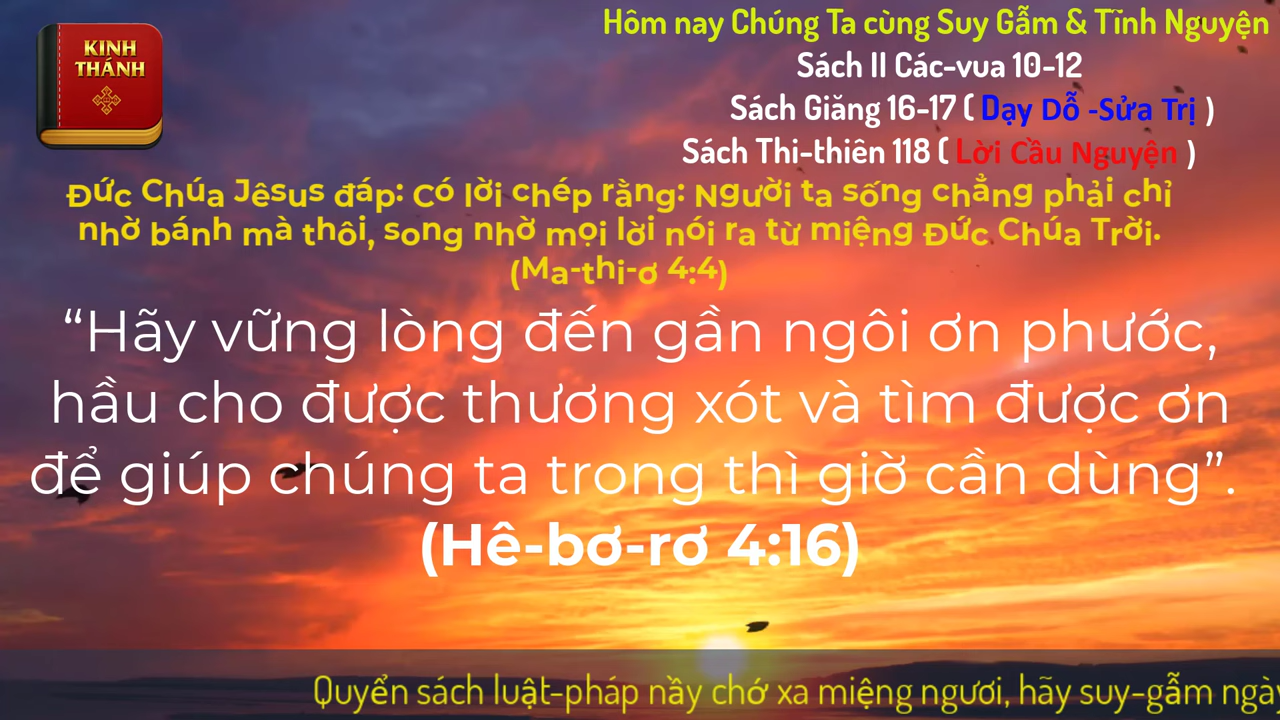 KINH
THÁNH
Hôm nay Chúng Ta cùng Suy Gẫm & Tĩnh Nguyện
Sách II Các-vua 10-12
Sách Giăng 16-17 ( Dạy Dỗ -Sửa Trị )
Sách Thi-thiên 118 ( Lời Cầu Nguyện )
Đức Chúa Jêsus đáp: Có lời chép rằng: Người ta sống chẳng phải chỉ
nhờ bánh mà thôi, song nhờ mọi lời nói ra từ miệng Đức Chúa Trời.
(Ma-thi-ơ 4:4)
“Hãy vững lòng đến gần ngôi ơn phước,
hầu cho được thương xót và tìm được ơn
để giúp chúng ta trong thì giờ cần dùng”.
(Hê-bơ-rơ 4:16)
Quyển sách luật-pháp nầy chớ xa miệng ngươi, hãy suy-gẫm ngày